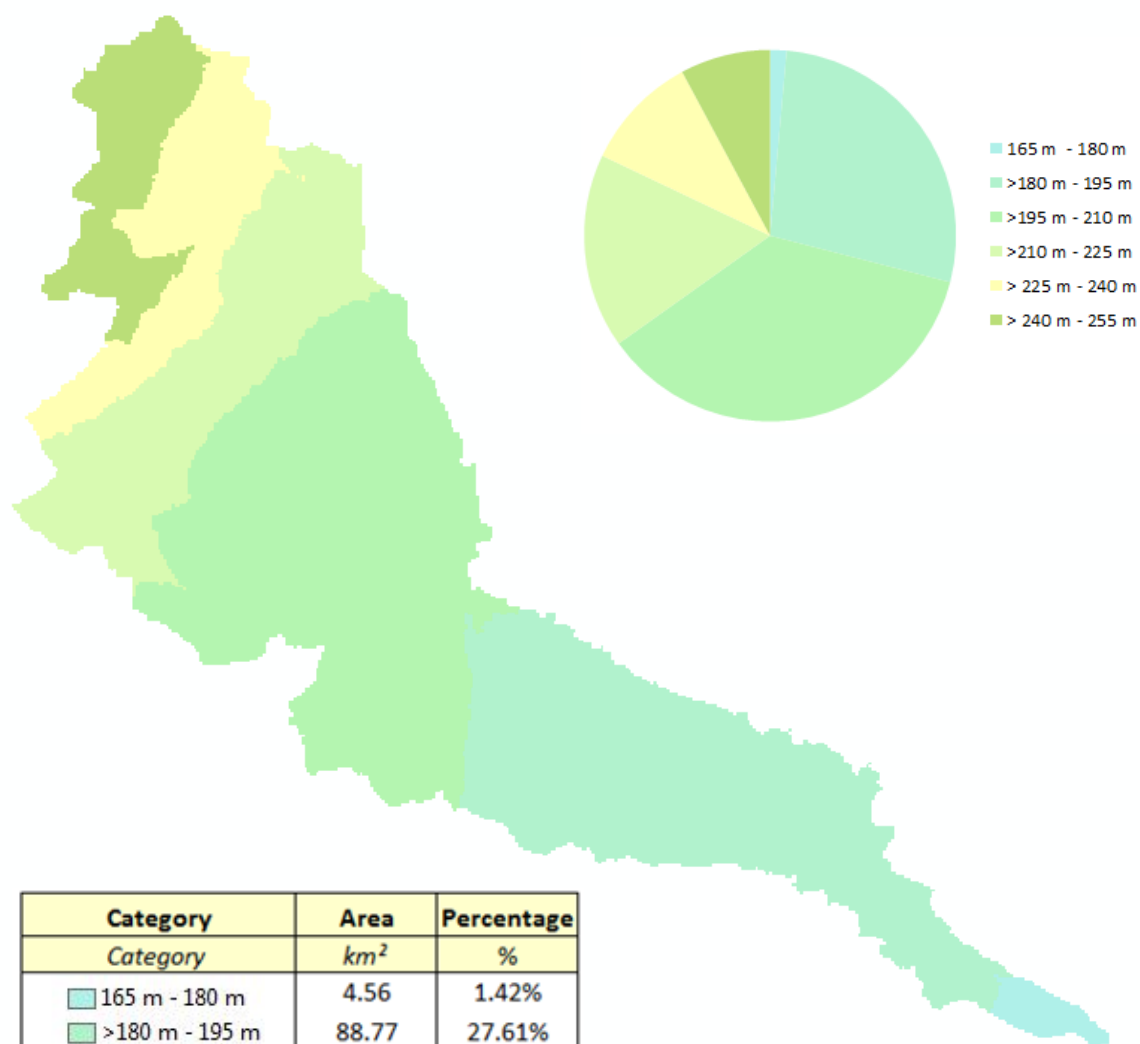 165 m - 180 m
>180 m - 195 m
>195 m - 210 m
>210 m - 225 m
> 225 m - 240 m
> 240 m - 255 m
Category Area Percentage
Category km² %
165 m - 180 m 4.56 1.42%
>180 m - 195 m 88.77 27.61%